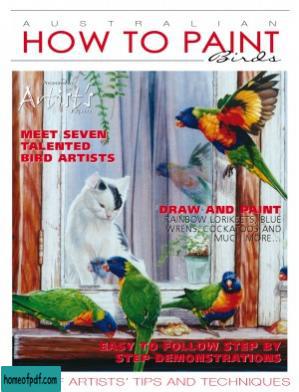 AUSTRALIAN
HOW TO PAINT
Birds
Artist's
MEET SEVEN
TALENTED
BIRD ARTISTS
DRAW AND PAINT
RAINBOW LORIKEETS, BLUE
WRENS, COCKATOOS AND
MUCH MORE...
EASY TO FOLLOW STEP BY
STEP DEMONSTRATIONS
homeofpdf.com
ARTISTS' TIPS AND TECHNIQUES